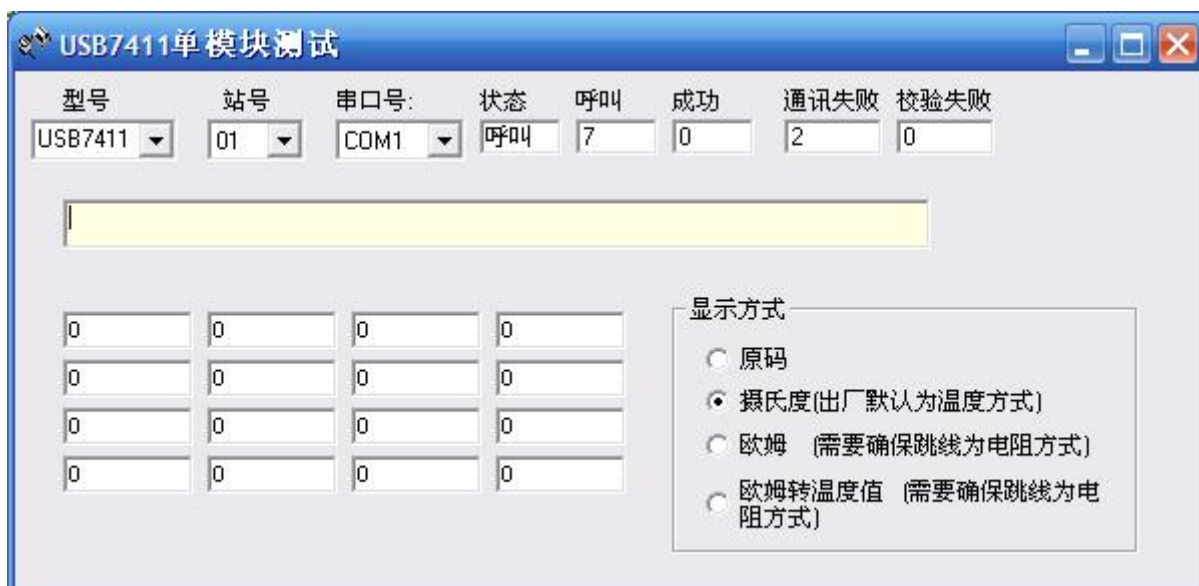 USB7411单模块测试
型号 站号 串口号: 状态 呼叫 成功 通讯失败 校验失败
USB7411 01 COM1 呼叫 7 0 2 0
显示方式
0 0 0 0
原码
0 0 0 0
摄氏度(出厂默认为温度方式)
0 0 0 0
欧姆 (需要确保跳线为电阻方式)
0 0 0 0
欧姆转温度值 (需要确保跳线为电
阻方式)